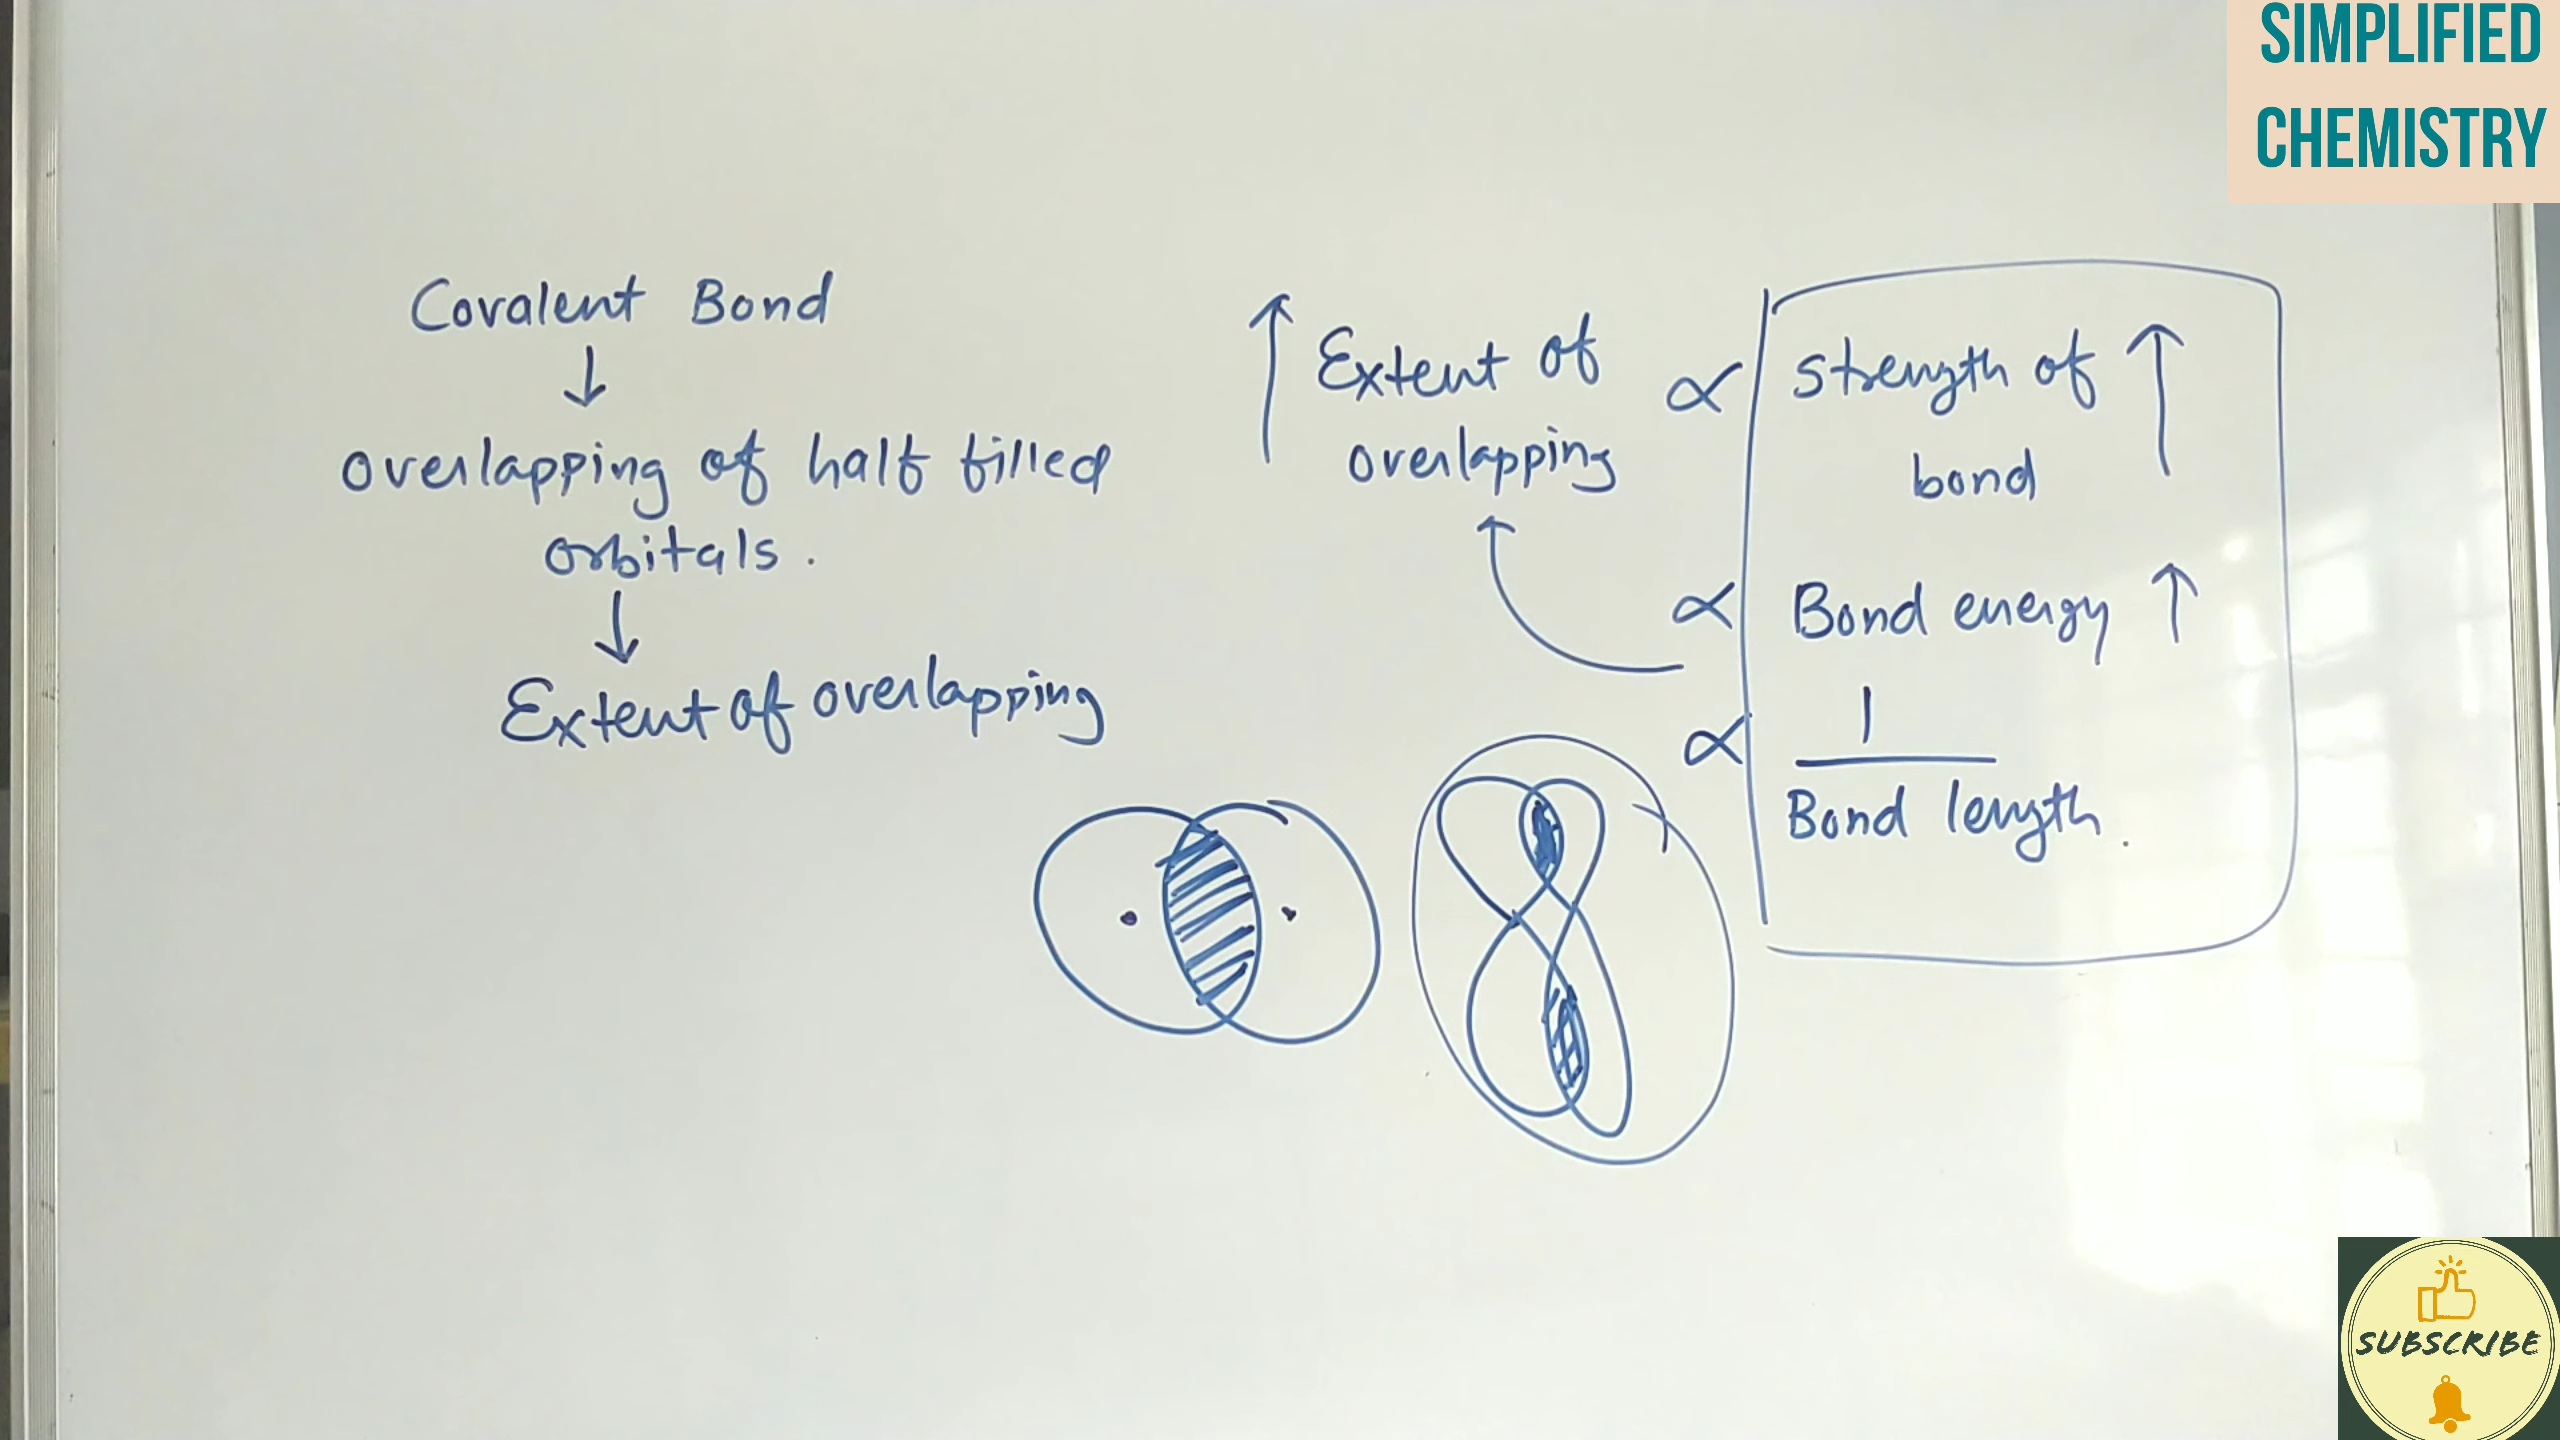 SIMPLIFIED
CHEMISTRY
Covalent Bond
↓
overlapping of half filled
orbitals.
↓
Extent of overlapping
↑ Extent of
overlapping
∝ strength of ↑
bond
∝ Bond energy ↑
∝ 1
Bond length.
SUBSCRIBE